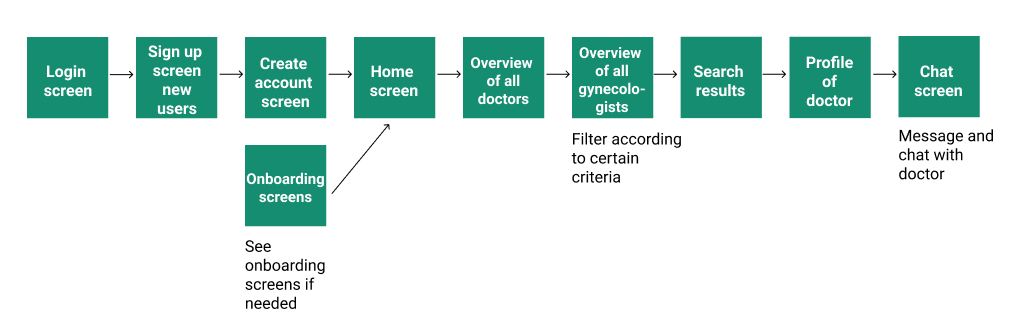 Login
screen
Sign up
screen
new
users
Create
account
screen
Home
screen
Overview
of all
doctors
Overview
of all
gynecolo-
gists
Search
results
Profile
of
doctor
Chat
screen
Filter according
to certain
criteria
Message and
chat with
doctor
Onboarding
screens
See
onboarding
screens if
needed